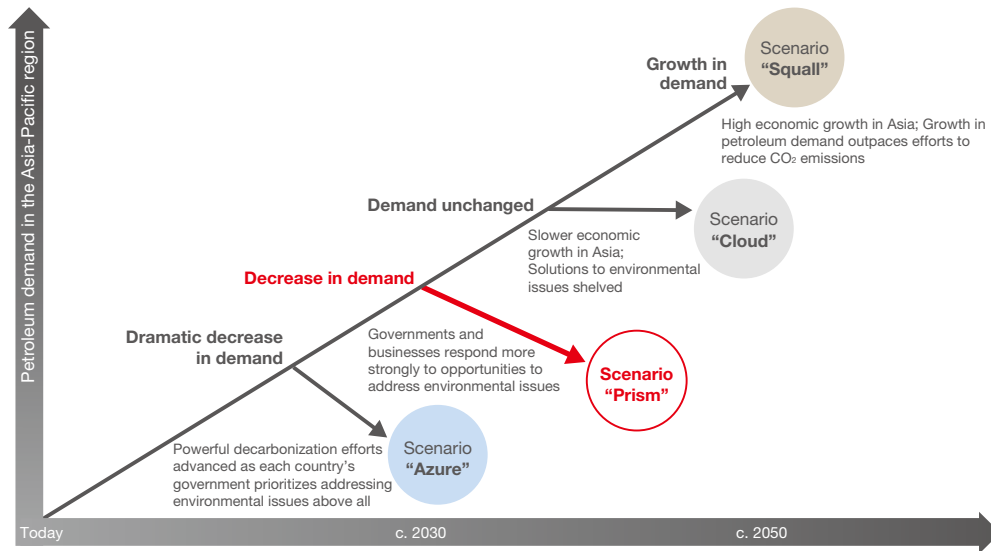 Petroleum demand in the Asia-Pacific region
Growth in
demand
Scenario
“Squall”
High economic growth in Asia; Growth in
petroleum demand outpaces efforts to
reduce CO₂ emissions
Demand unchanged
Scenario
“Cloud”
Slower economic
growth in Asia;
Solutions to environmental
issues shelved
Decrease in demand
Governments and
businesses respond more
strongly to opportunities to
address environmental issues
Scenario
“Prism”
Dramatic decrease
in demand
Powerful decarbonization efforts
advanced as each country’s
government prioritizes addressing
environmental issues above all
Scenario
“Azure”
Today
c. 2030
c. 2050